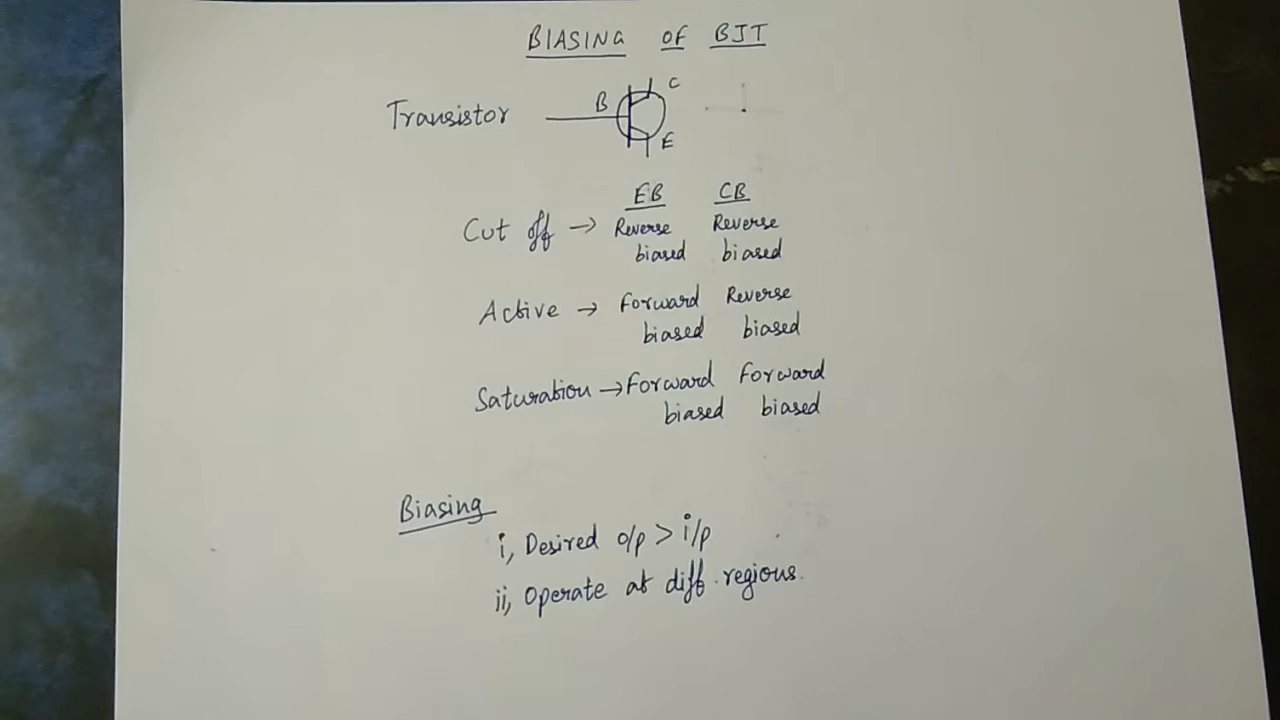 BIASING OF BJT
Transistor B C
E
EB CB
Cut off → Reverse Reverse
biased biased
Active → Forward Reverse
biased biased
Saturation → Forward Forward
biased biased
Biasing
i, Desired o/p > i/p
ii, Operate at diff. regions.